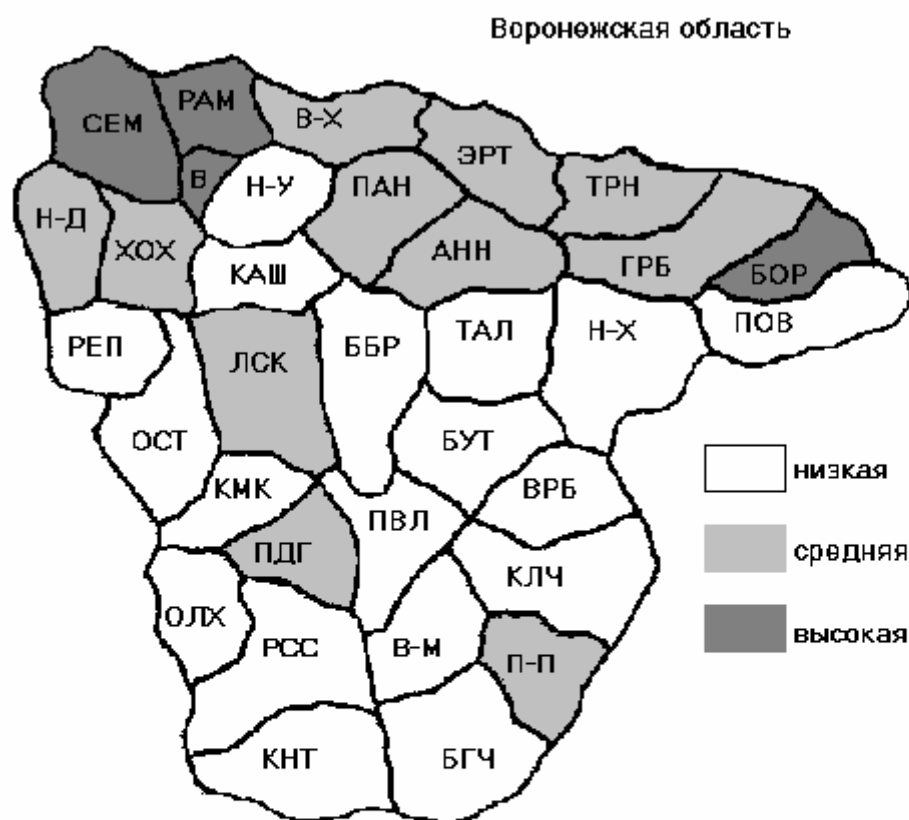 Воронежская область
СЕМ
РАМ
В-Х
ЭРТ
В
Н-У
ПАН
ТРН
Н-Д
ХОХ
КАШ
АНН
ГРБ
БОР
РЕП
ЛСК
ББР
ТАЛ
Н-Х
ПОВ
ОСТ
БУТ
КМК
ПВЛ
ВРБ
низкая
ПДГ
КЛЧ
средняя
ОЛХ
РСС
В-М
П-П
высокая
КНТ
БГЧ